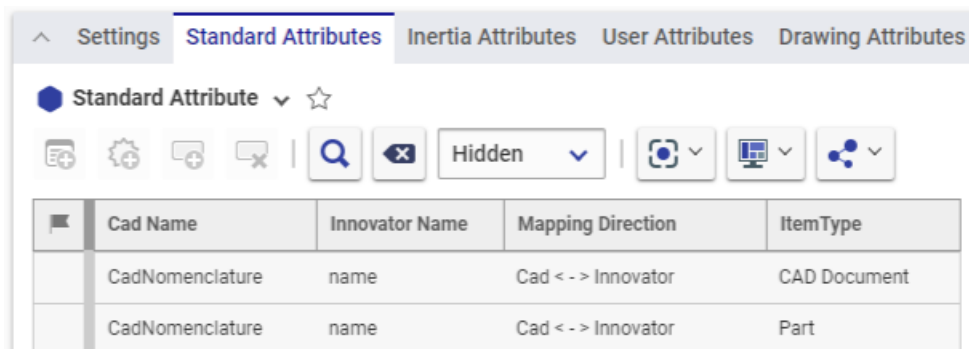 Settings Standard Attributes Inertia Attributes User Attributes Drawing Attributes
Standard Attribute
Hidden
Cad Name Innovator Name Mapping Direction ItemType
CadNomenclature name Cad < - > Innovator CAD Document
CadNomenclature name Cad < - > Innovator Part